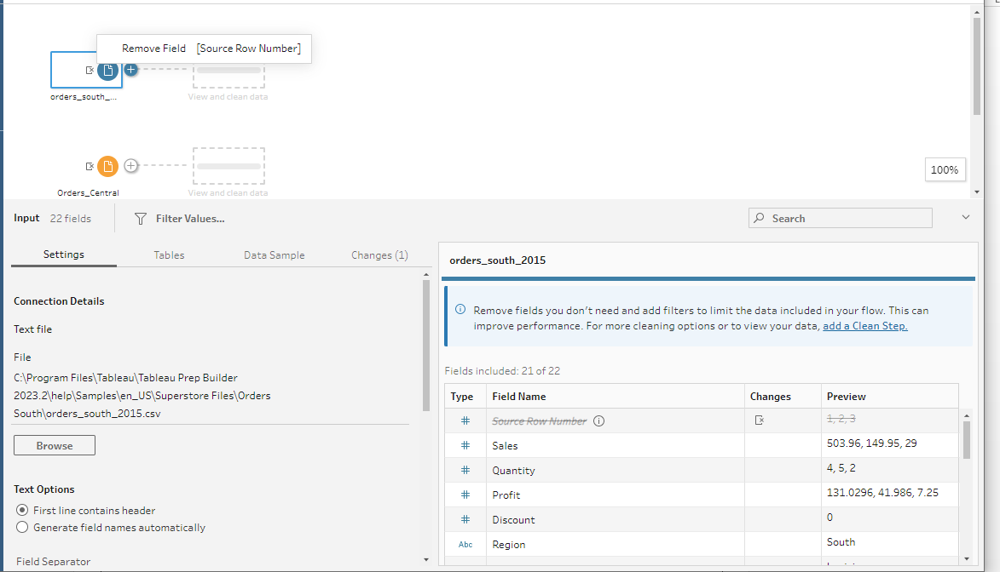 Remove Field [Source Row Number]
orders_south_...
View and clean data
Orders_Central
View and clean data
100%
Input 22 fields Filter Values... Search
Settings Tables Data Sample Changes (1)
Connection Details
Text file
File
C:\Program Files\Tableau\Tableau Prep Builder
2023.2\help\Samples\en_US\Superstore Files\Orders
South\orders_south_2015.csv
Browse
Text Options
First line contains header
Generate field names automatically
Field Separator
orders_south_2015
Remove fields you don't need and add filters to limit the data included in your flow. This can
improve performance. For more cleaning options or to view your data, add a Clean Step.
Fields included: 21 of 22
Type Field Name Changes Preview
# Source Row Number 1, 2, 3
# Sales 503.96, 149.95, 29
# Quantity 4, 5, 2
# Profit 131.0296, 41.986, 7.25
# Discount 0
Abc Region South